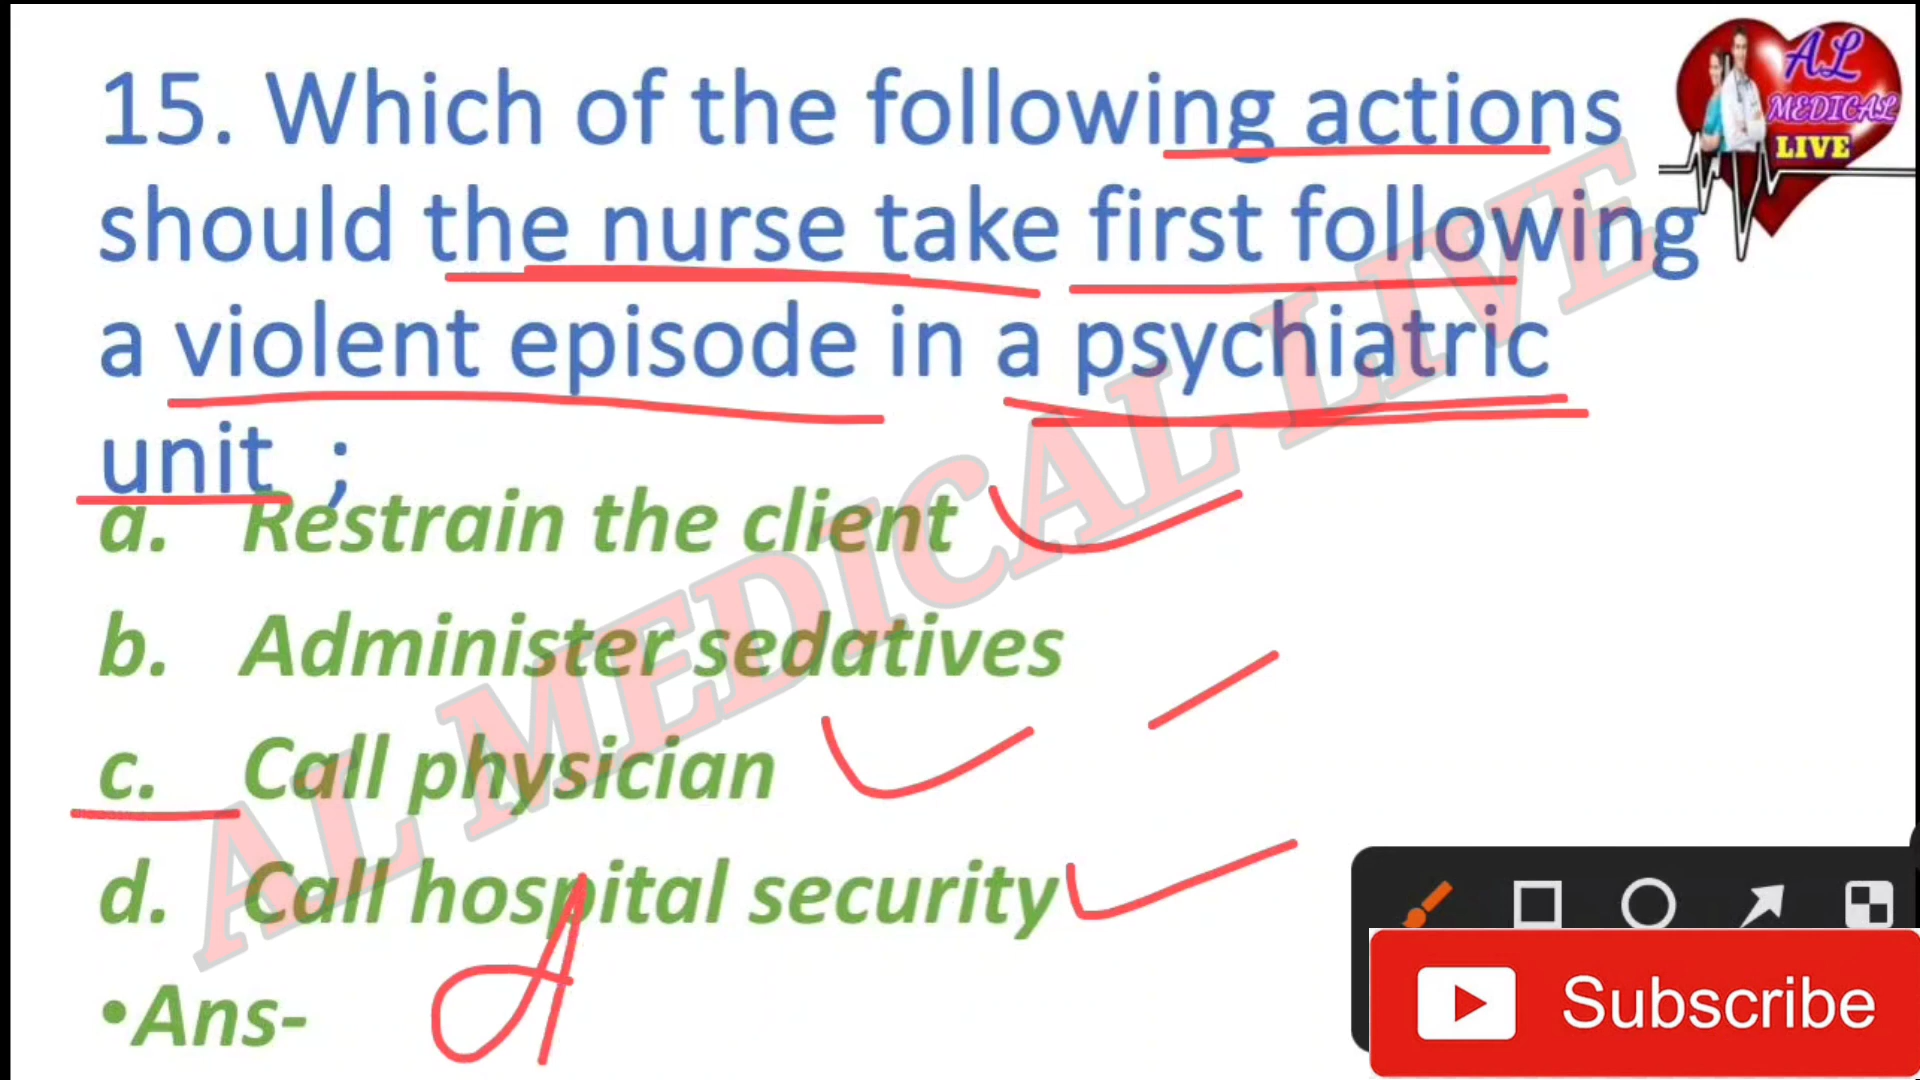 15. Which of the following actions
should the nurse take first following
a violent episode in a psychiatric
unit ;
a. Restrain the client
b. Administer sedatives
c. Call physician
d. Call hospital security
•Ans- A
AL
MEDICAL
LIVE
AL MEDICAL LIVE
Subscribe